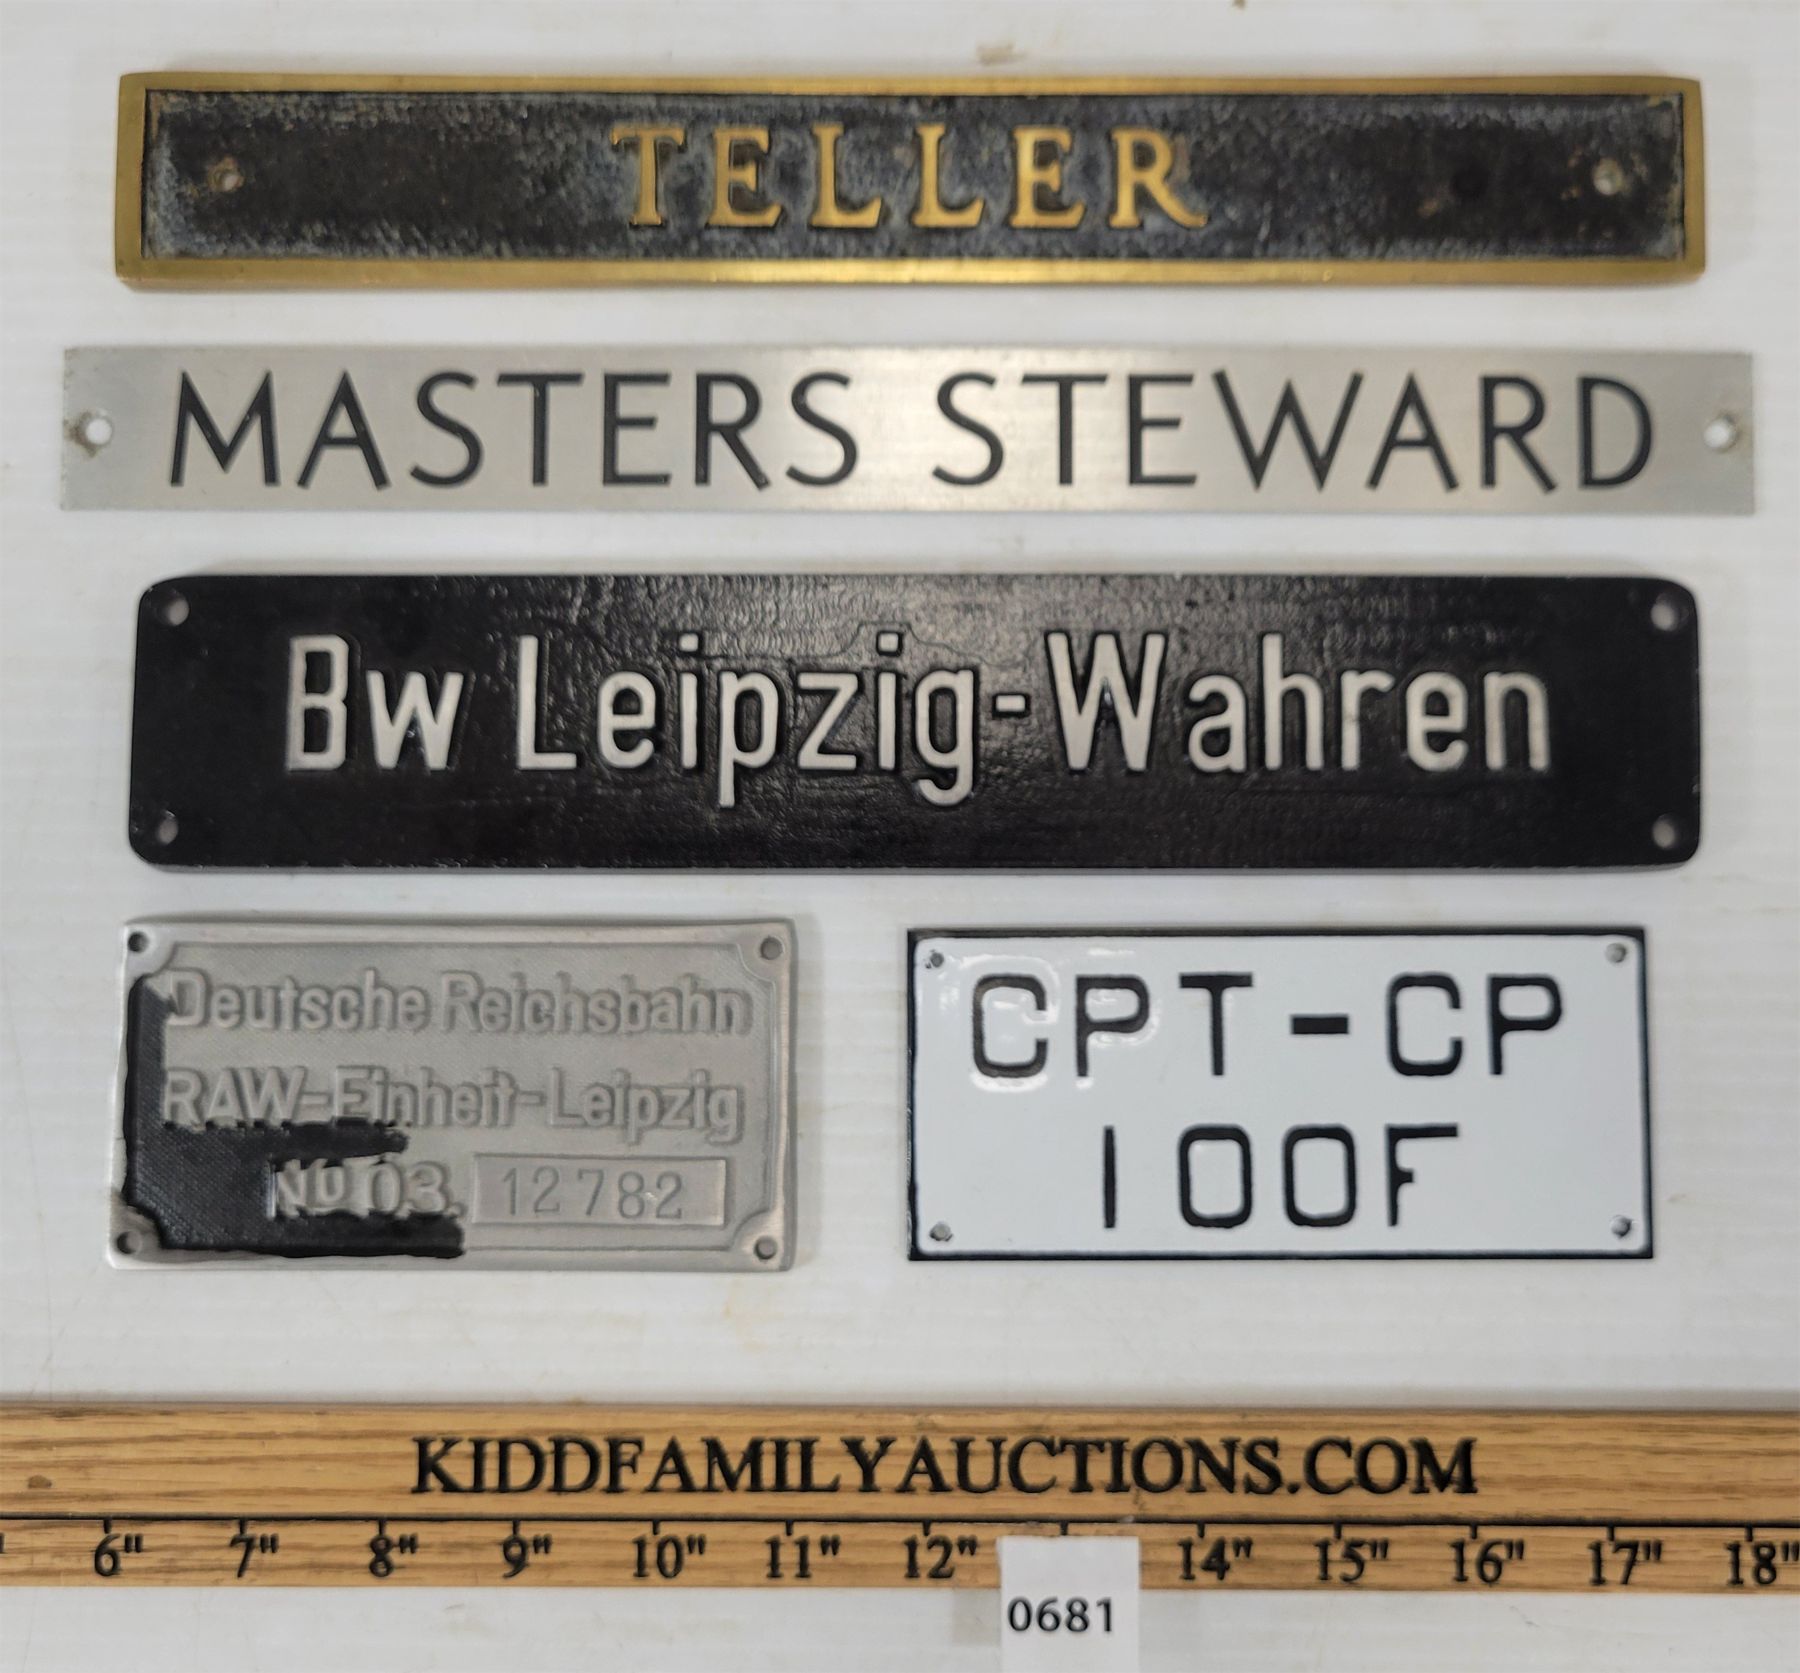 TELLER
MASTERS STEWARD
Bw Leipzig-Wahren
Deutsche Reichsbahn
RAW-Einheit-Leipzig
ND 03. 12782
CPT-CP
100F
KIDDFAMILYAUCTIONS.COM
6" 7" 8" 9" 10" 11" 12" 14" 15" 16" 17" 18"
0681